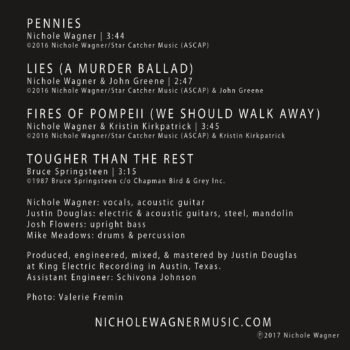 PENNIES
Nichole Wagner | 3:44
©2016 Nichole Wagner/Star Catcher Music (ASCAP)
LIES (A MURDER BALLAD)
Nichole Wagner & John Greene | 2:47
©2016 Nichole Wagner/Star Catcher Music (ASCAP) & John Greene
FIRES OF POMPEII (WE SHOULD WALK AWAY)
Nichole Wagner & Kristin Kirkpatrick | 3:45
©2016 Nichole Wagner/Star Catcher Music (ASCAP) & Kristin Kirkpatrick
TOUGHER THAN THE REST
Bruce Springsteen | 3:15
©1987 Bruce Springsteen c/o Chapman Bird & Grey Inc.
Nichole Wagner: vocals, acoustic guitar
Justin Douglas: electric & acoustic guitars, steel, mandolin
Josh Flowers: upright bass
Mike Meadows: drums & percussion
Produced, engineered, mixed, & mastered by Justin Douglas
at King Electric Recording in Austin, Texas.
Assistant Engineer: Schivona Johnson
Photo: Valerie Fremin
NICHOLEWAGNERMUSIC.COM
℗2017 Nichole Wagner